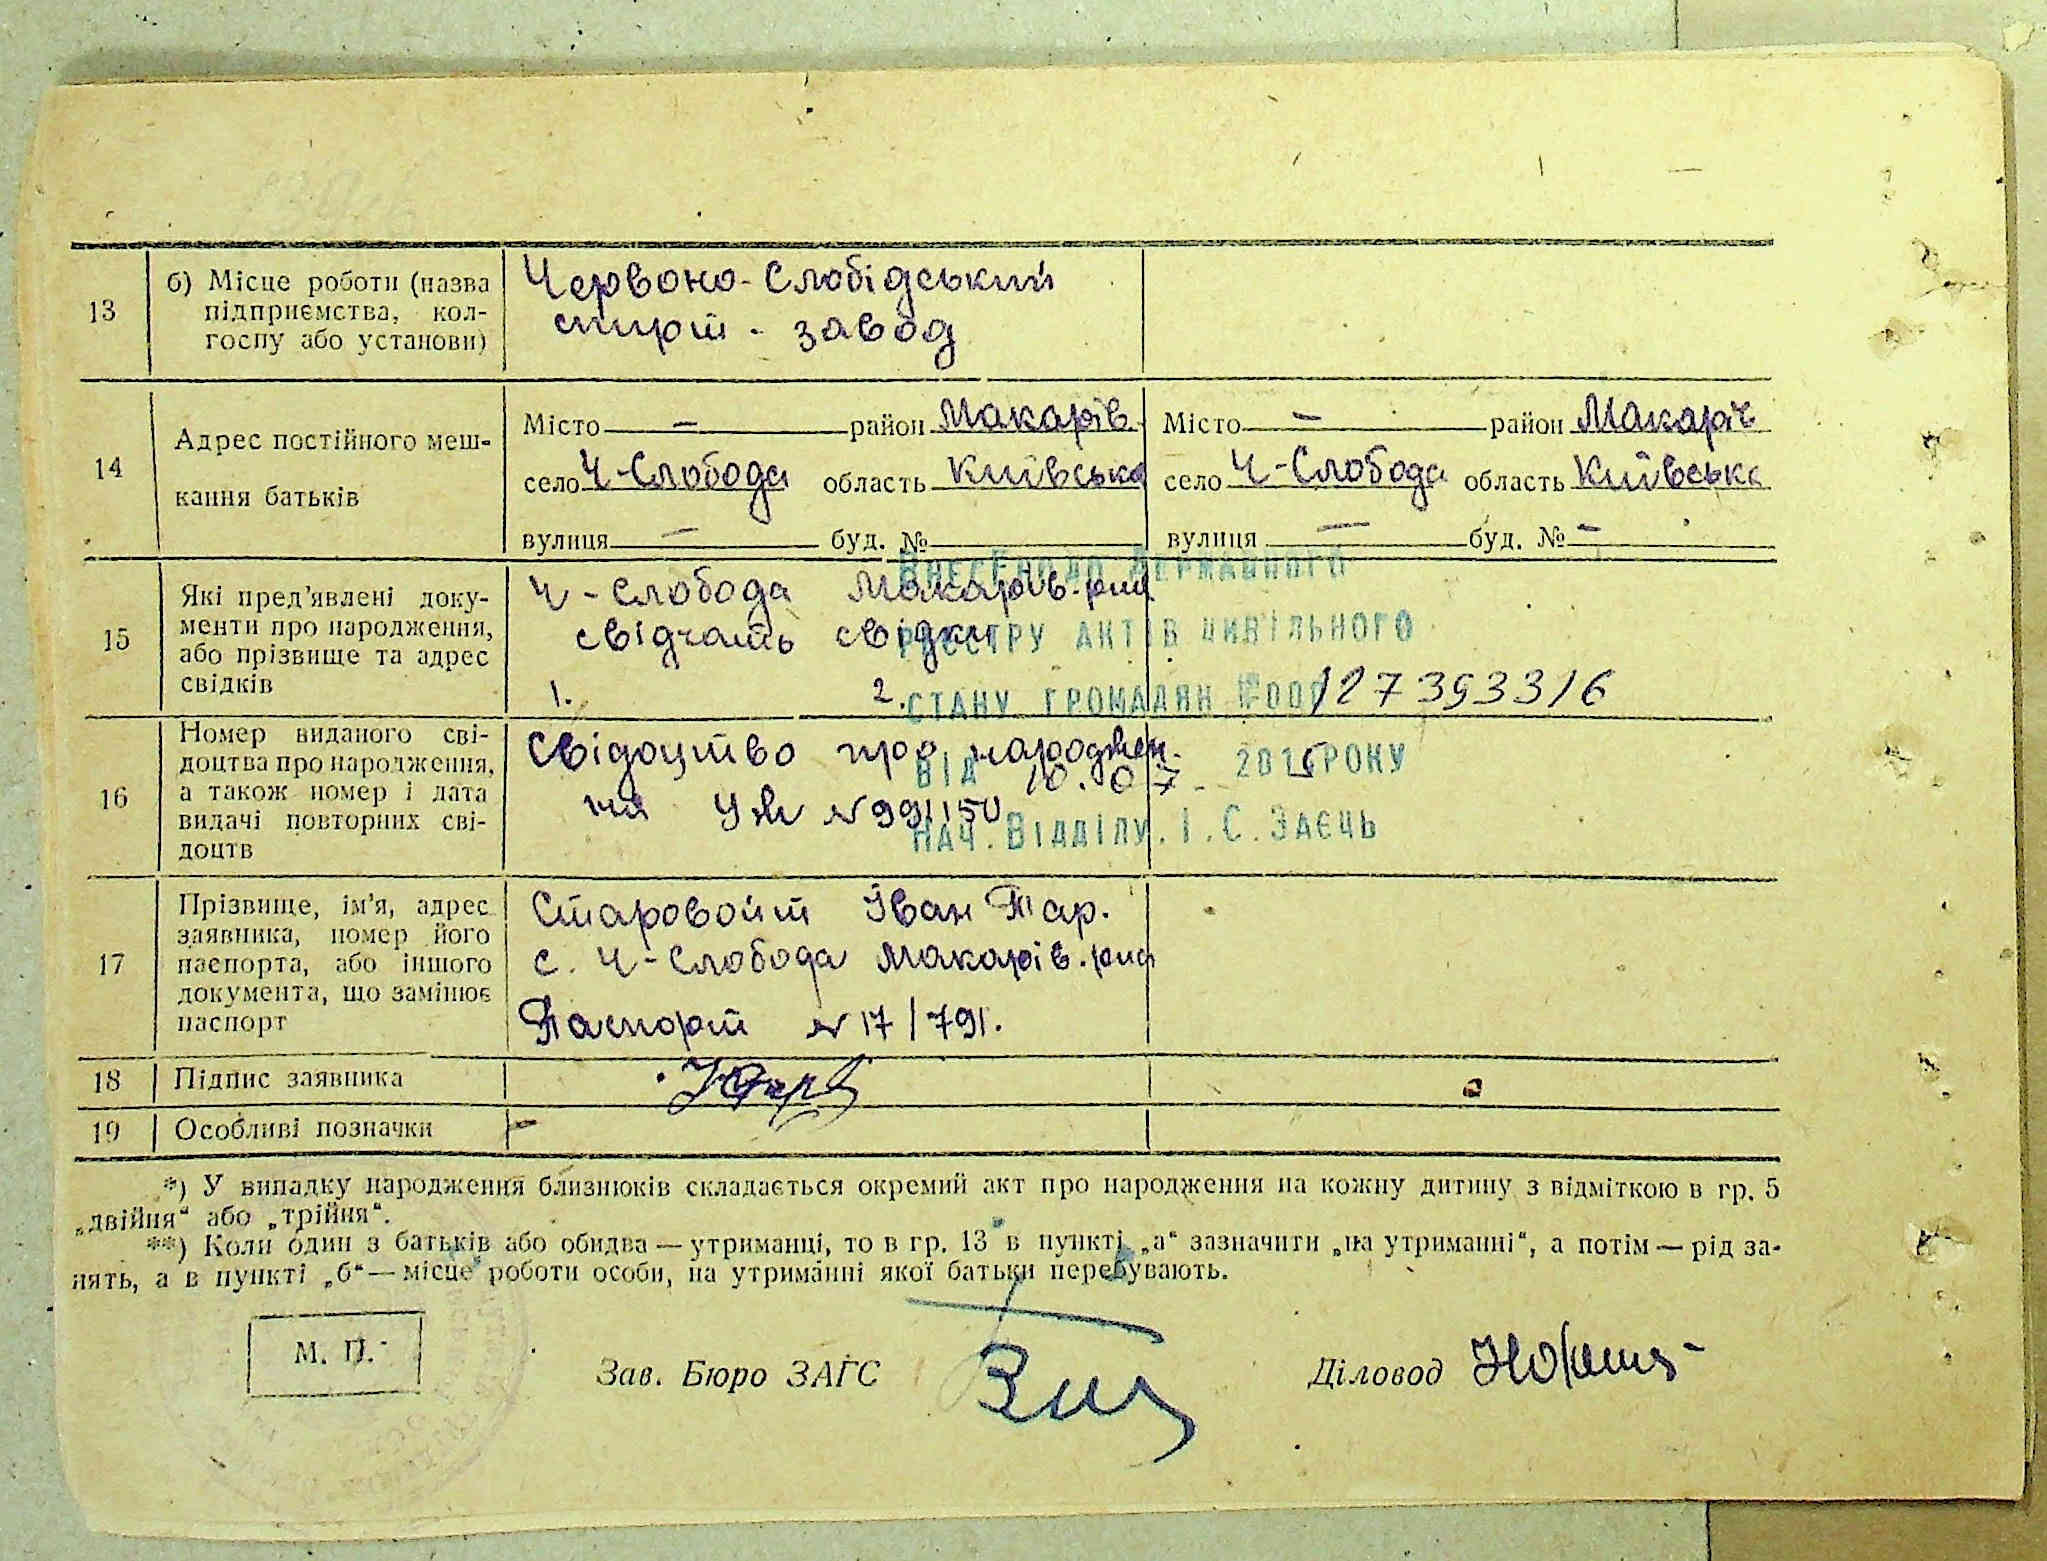 13
б) Місце роботи (назва
підприємства, кол-
госпу або установи)
Червоно-Слобідський
спирт-завод
14
Адрес постійного меш-
кання батьків
Місто — район Макарів
село Ч-Слобода область Київська
вулиця — буд. №
Місто — район Макарів
село Ч-Слобода область Київська
вулиця — буд. № —
15
Які пред'явлені доку-
менти про народження,
або прізвище та адрес
свідків
Ч-Слобода Макарів.
свідчать свідки
1. 2.
16
Номер виданого сві-
доцтва про народження,
а також номер і дата
видачі повторних сві-
доцтв
Свідоцтво про народжен-
ня № 991150
Внесено до Державного
реєстру актів цивільного
стану громадян №00127393316
від 10.07. 2015 року
Нач. Відділу. І.С. Заєць
17
Прізвище, ім'я, адрес
заявника, номер його
паспорта, або іншого
документа, що замінює
паспорт
Старовойт Іван Тар.
с. Ч-Слобода Макарів.
Паспорт № 17/791.
18
Підпис заявника
19
Особливі позначки
—
*) У випадку народження близнюків складається окремий акт про народження на кожну дитину з відміткою в гр. 5
„двійня“ або „трійня“.
**) Коли один з батьків або обидва — утриманці, то в гр. 13 в пункті „а“ зазначити „на утриманні“, а потім — рід за-
нять, а в пункті „б“ — місце роботи особи, на утриманні якої батьки перебувають.
М. П.
Зав. Бюро ЗАГС
Діловод